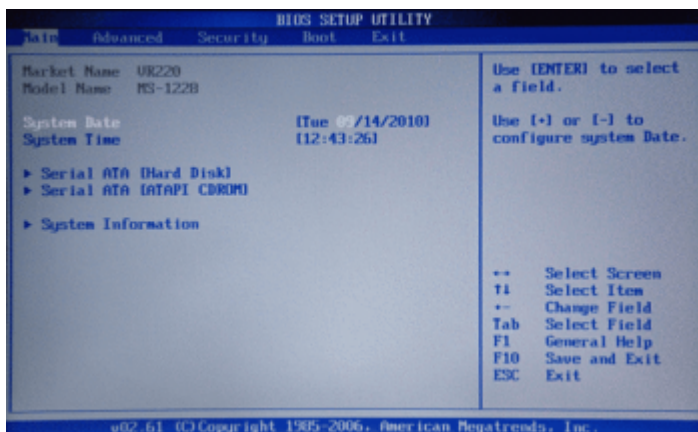 BIOS SETUP UTILITY
Main Advanced Security Boot Exit
Market Name VR220
Model Name MS-122B
System Date [Tue 09/14/2010]
System Time [12:43:26]
► Serial ATA [Hard Disk]
► Serial ATA [ATAPI CDROM]
► System Information
Use [ENTER] to select
a field.
Use [+] or [-] to
configure system Date.
↔ Select Screen
↑↓ Select Item
+- Change Field
Tab Select Field
F1 General Help
F10 Save and Exit
ESC Exit
v02.61 (C)Copyright 1985-2006, American Megatrends, Inc.